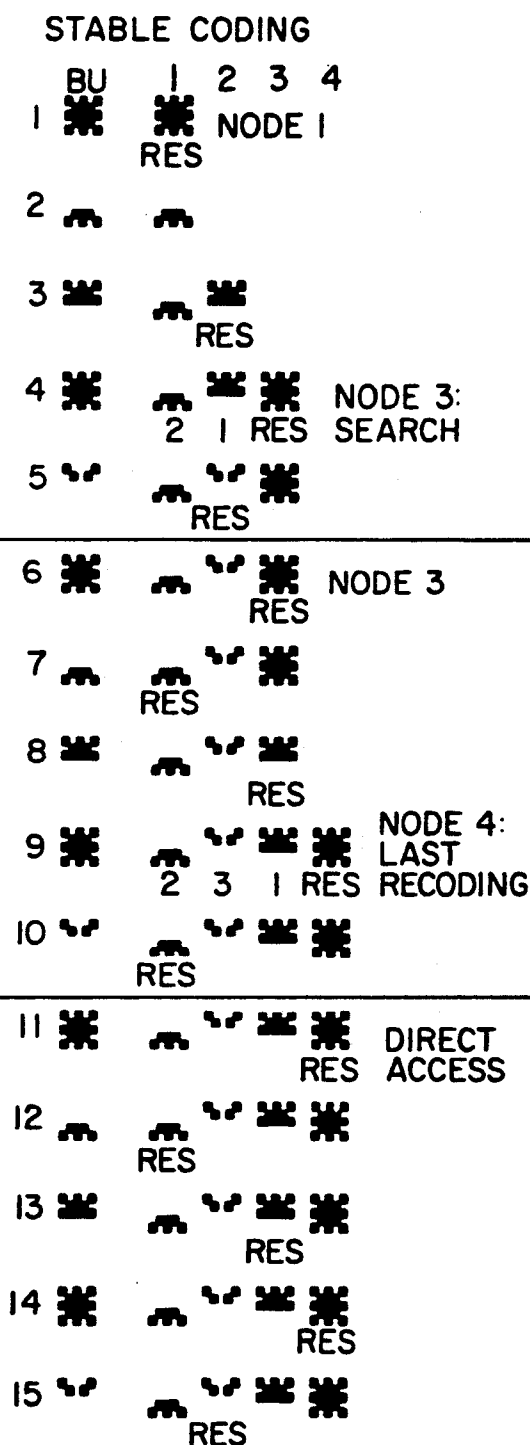 STABLE CODING
BU 1 2 3 4
1 NODE 1
RES
2
3
RES
4 NODE 3:
2 1 RES SEARCH
5
RES
6 NODE 3
RES
7
RES
8
RES
9 NODE 4:
LAST
2 3 1 RES RECODING
10
RES
11 DIRECT
RES ACCESS
12
RES
13
RES
14
RES
15
RES